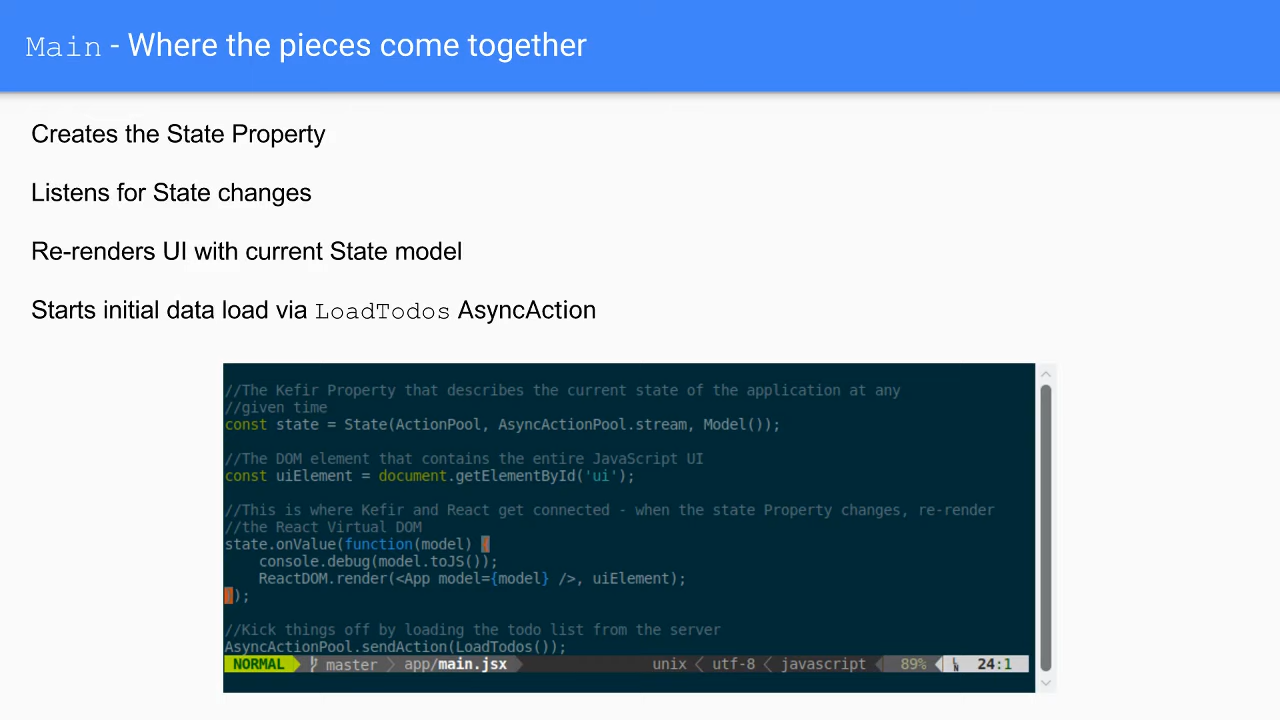 Main - Where the pieces come together
Creates the State Property
Listens for State changes
Re-renders UI with current State model
Starts initial data load via LoadTodos AsyncAction
//The Kefir Property that describes the current state of the application at any
//given time
const state = State(ActionPool, AsyncActionPool.stream, Model());
//The DOM element that contains the entire JavaScript UI
const uiElement = document.getElementById('ui');
//This is where Kefir and React get connected - when the state Property changes, re-render
//the React Virtual DOM
state.onValue(function(model) {
console.debug(model.toJS());
ReactDOM.render(<App model={model} />, uiElement);
});
//Kick things off by loading the todo list from the server
AsyncActionPool.sendAction(LoadTodos());
NORMAL master app/main.jsx unix < utf-8 < javascript 89% LN 24:1